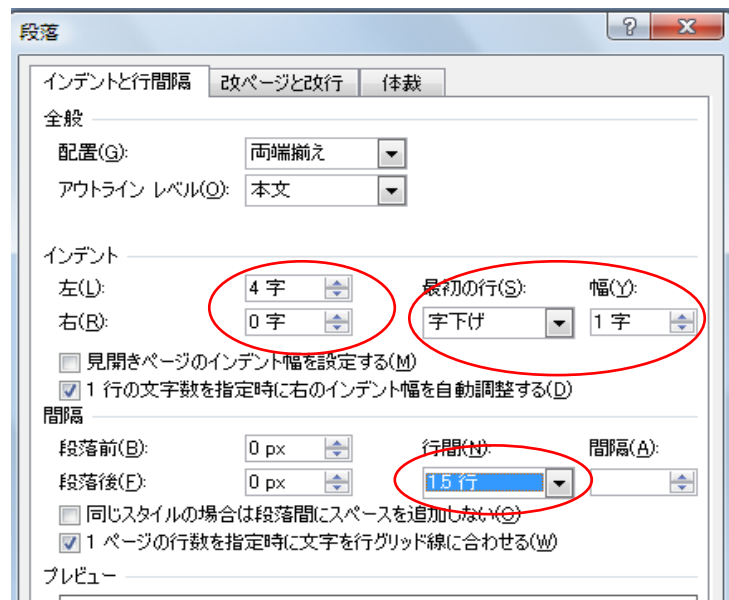 段落
インデントと行間隔 改ページと改行 体裁
全般
配置(G): 両端揃え
アウトライン レベル(O): 本文
インデント
左(L): 4 字 最初の行(S): 幅(Y):
右(R): 0 字 字下げ 1 字
見開きページのインデント幅を設定する(M)
1 行の文字数を指定時に右のインデント幅を自動調整する(D)
間隔
段落前(B): 0 px 行間(N): 間隔(A):
段落後(F): 0 px 1.5 行
同じスタイルの場合は段落間にスペースを追加しない(C)
1 ページの行数を指定時に文字を行グリッド線に合わせる(W)
プレビュー